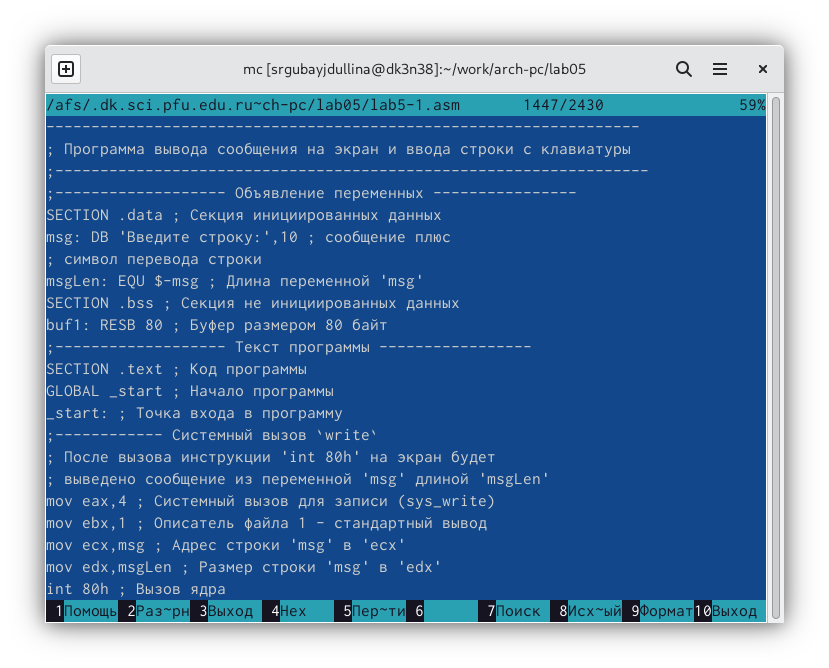 mc [srgubayjdullina@dk3n38]:~/work/arch-pc/lab05
/afs/.dk.sci.pfu.edu.ru~ch-pc/lab05/lab5-1.asm 1447/2430 59%
------------------------------------------------------------------
; Программа вывода сообщения на экран и ввода строки с клавиатуры
;------------------------------------------------------------------
;------------------- Объявление переменных ----------------
SECTION .data ; Секция инициированных данных
msg: DB 'Введите строку:',10 ; сообщение плюс
; символ перевода строки
msgLen: EQU $-msg ; Длина переменной 'msg'
SECTION .bss ; Секция не инициированных данных
buf1: RESB 80 ; Буфер размером 80 байт
;------------------- Текст программы -----------------
SECTION .text ; Код программы
GLOBAL _start ; Начало программы
_start: ; Точка входа в программу
;------------ Системный вызов `write`
; После вызова инструкции 'int 80h' на экран будет
; выведено сообщение из переменной 'msg' длиной 'msgLen'
mov eax,4 ; Системный вызов для записи (sys_write)
mov ebx,1 ; Описатель файла 1 - стандартный вывод
mov ecx,msg ; Адрес строки 'msg' в 'ecx'
mov edx,msgLen ; Размер строки 'msg' в 'edx'
int 80h ; Вызов ядра
1Помощь 2Раз~рн 3Выход 4Hex 5Пер~ти 6 7Поиск 8Исх~ый 9Формат 10Выход